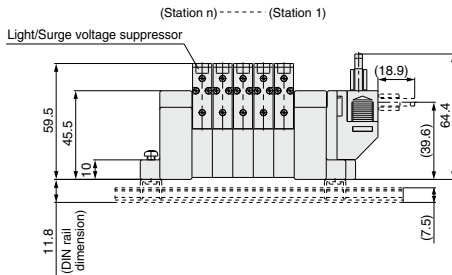 (Station n) - - - - - - - - (Station 1)
Light/Surge voltage suppressor
(18.9)
59.5
45.5
10
(39.6)
64.4
11.8
(DIN rail
dimension)
(7.5)